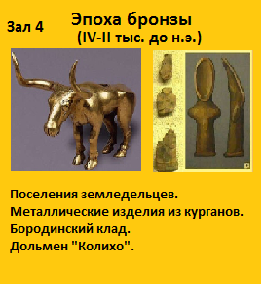 Зал 4
Эпоха бронзы
(IV-II тыс. до н.э.)
Поселения земледельцев.
Металлические изделия из курганов.
Бородинский клад.
Дольмен "Колихо".